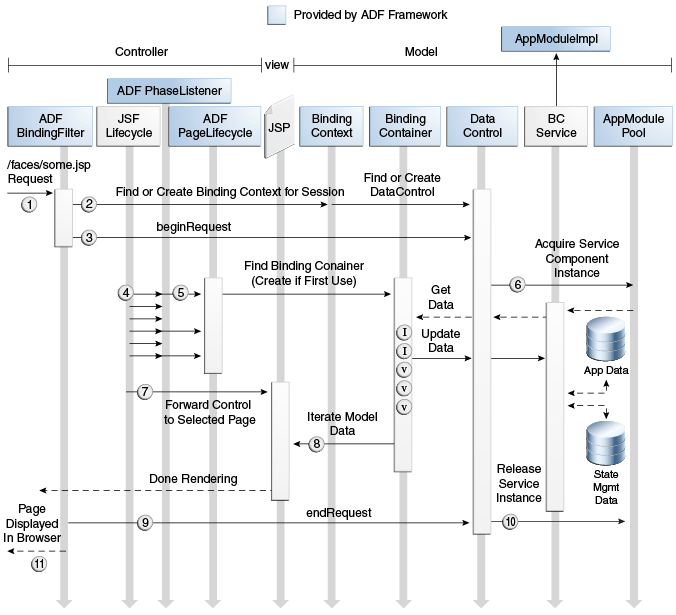 Provided by ADF Framework
AppModuleImpl
Controller
view
Model
ADF PhaseListener
ADF
BindingFilter
JSF
Lifecycle
ADF
PageLifecycle
JSP
Binding
Context
Binding
Container
Data
Control
BC
Service
AppModule
Pool
/faces/some.jsp
Request
1
2
Find or Create Binding Context for Session
Find or Create
DataControl
3
beginRequest
Acquire Service
Component
Instance
6
4
5
Find Binding Conainer
(Create if First Use)
Get
Data
I
I
v
v
v
Update
Data
App Data
7
Forward Control
to Selected Page
Iterate Model
Data
8
State
Mgmt
Data
Done Rendering
Release
Service
Instance
Page
Displayed
In Browser
9
endRequest
10
11